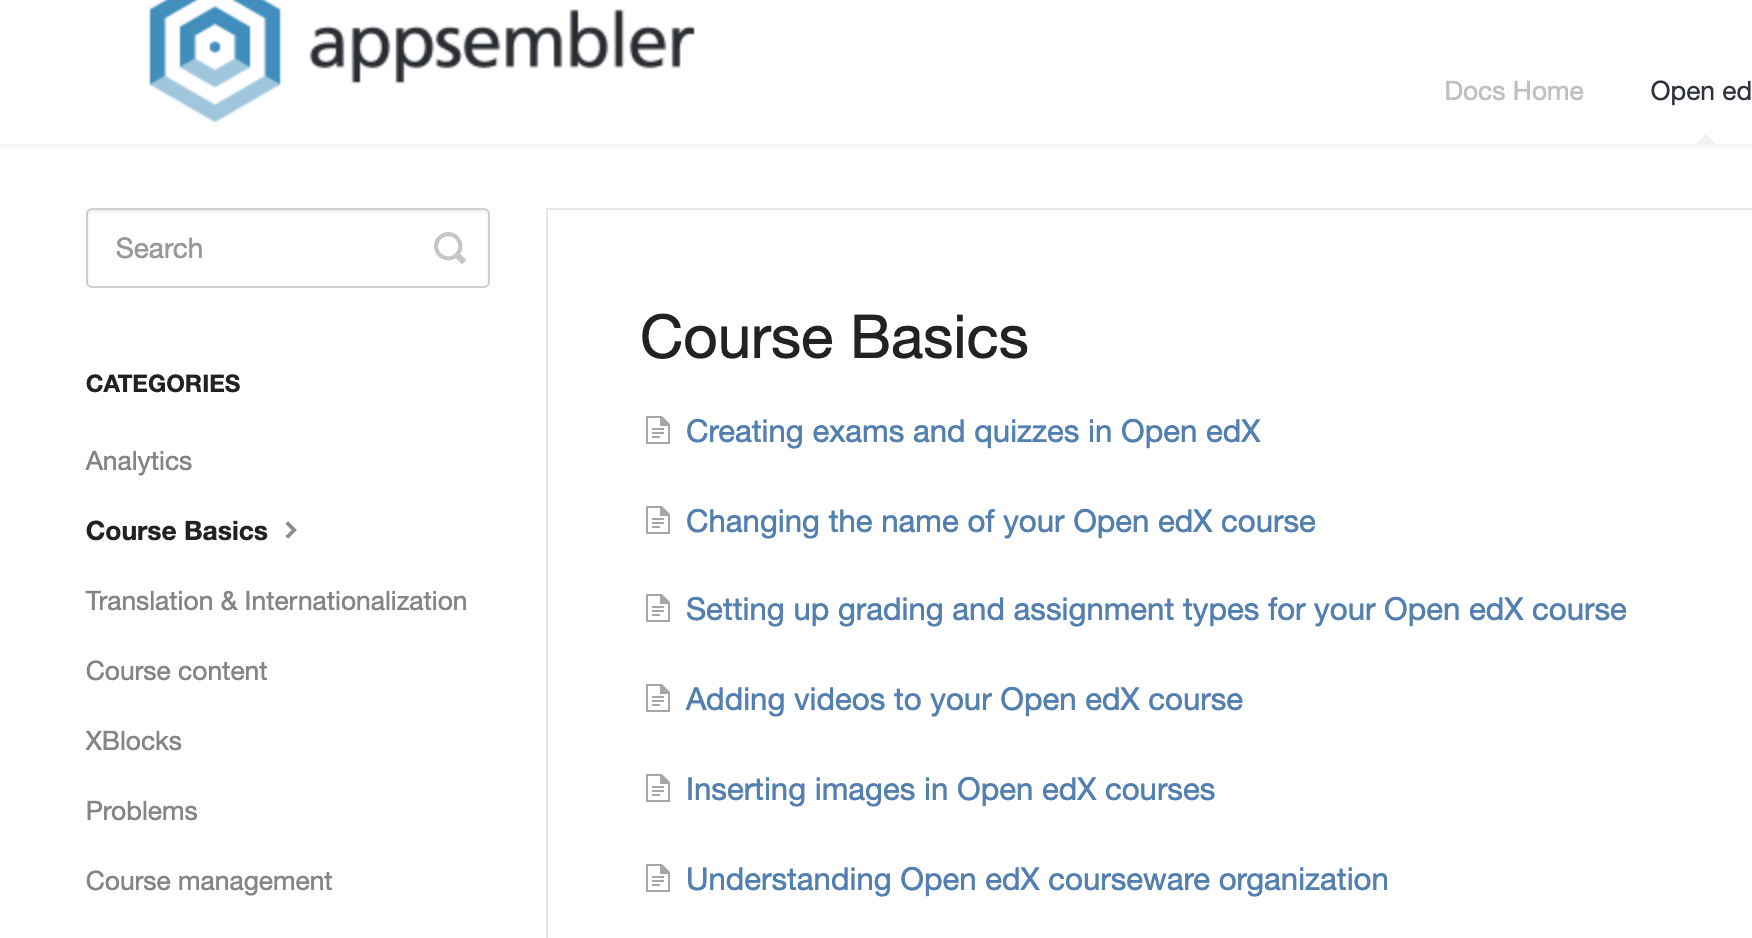 appsembler
Docs Home
Open ed
Search
CATEGORIES
Analytics
Course Basics
Translation & Internationalization
Course content
XBlocks
Problems
Course management
Course Basics
Creating exams and quizzes in Open edX
Changing the name of your Open edX course
Setting up grading and assignment types for your Open edX course
Adding videos to your Open edX course
Inserting images in Open edX courses
Understanding Open edX courseware organization